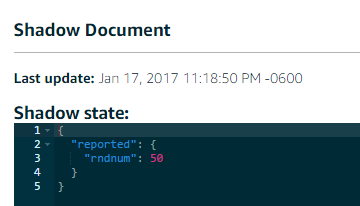 Shadow Document
Last update: Jan 17, 2017 11:18:50 PM -0600
Shadow state:
1 {
2 "reported": {
3 "rndnum": 50
4 }
5 }